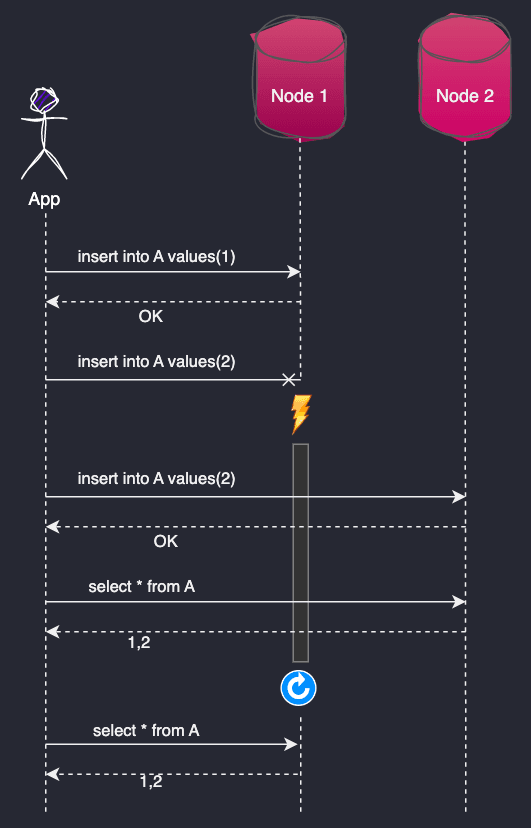 Node 1
Node 2
App
insert into A values(1)
OK
insert into A values(2)
insert into A values(2)
OK
select * from A
1,2
select * from A
1,2